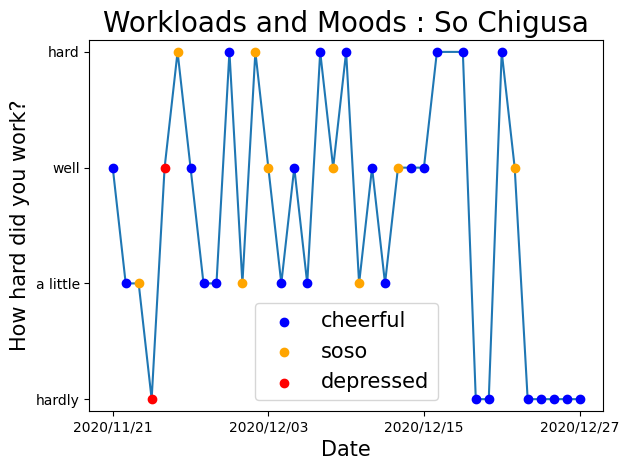 Workloads and Moods : So Chigusa
How hard did you work?
hard
well
a little
hardly
cheerful
soso
depressed
2020/11/21
2020/12/03
2020/12/15
2020/12/27
Date